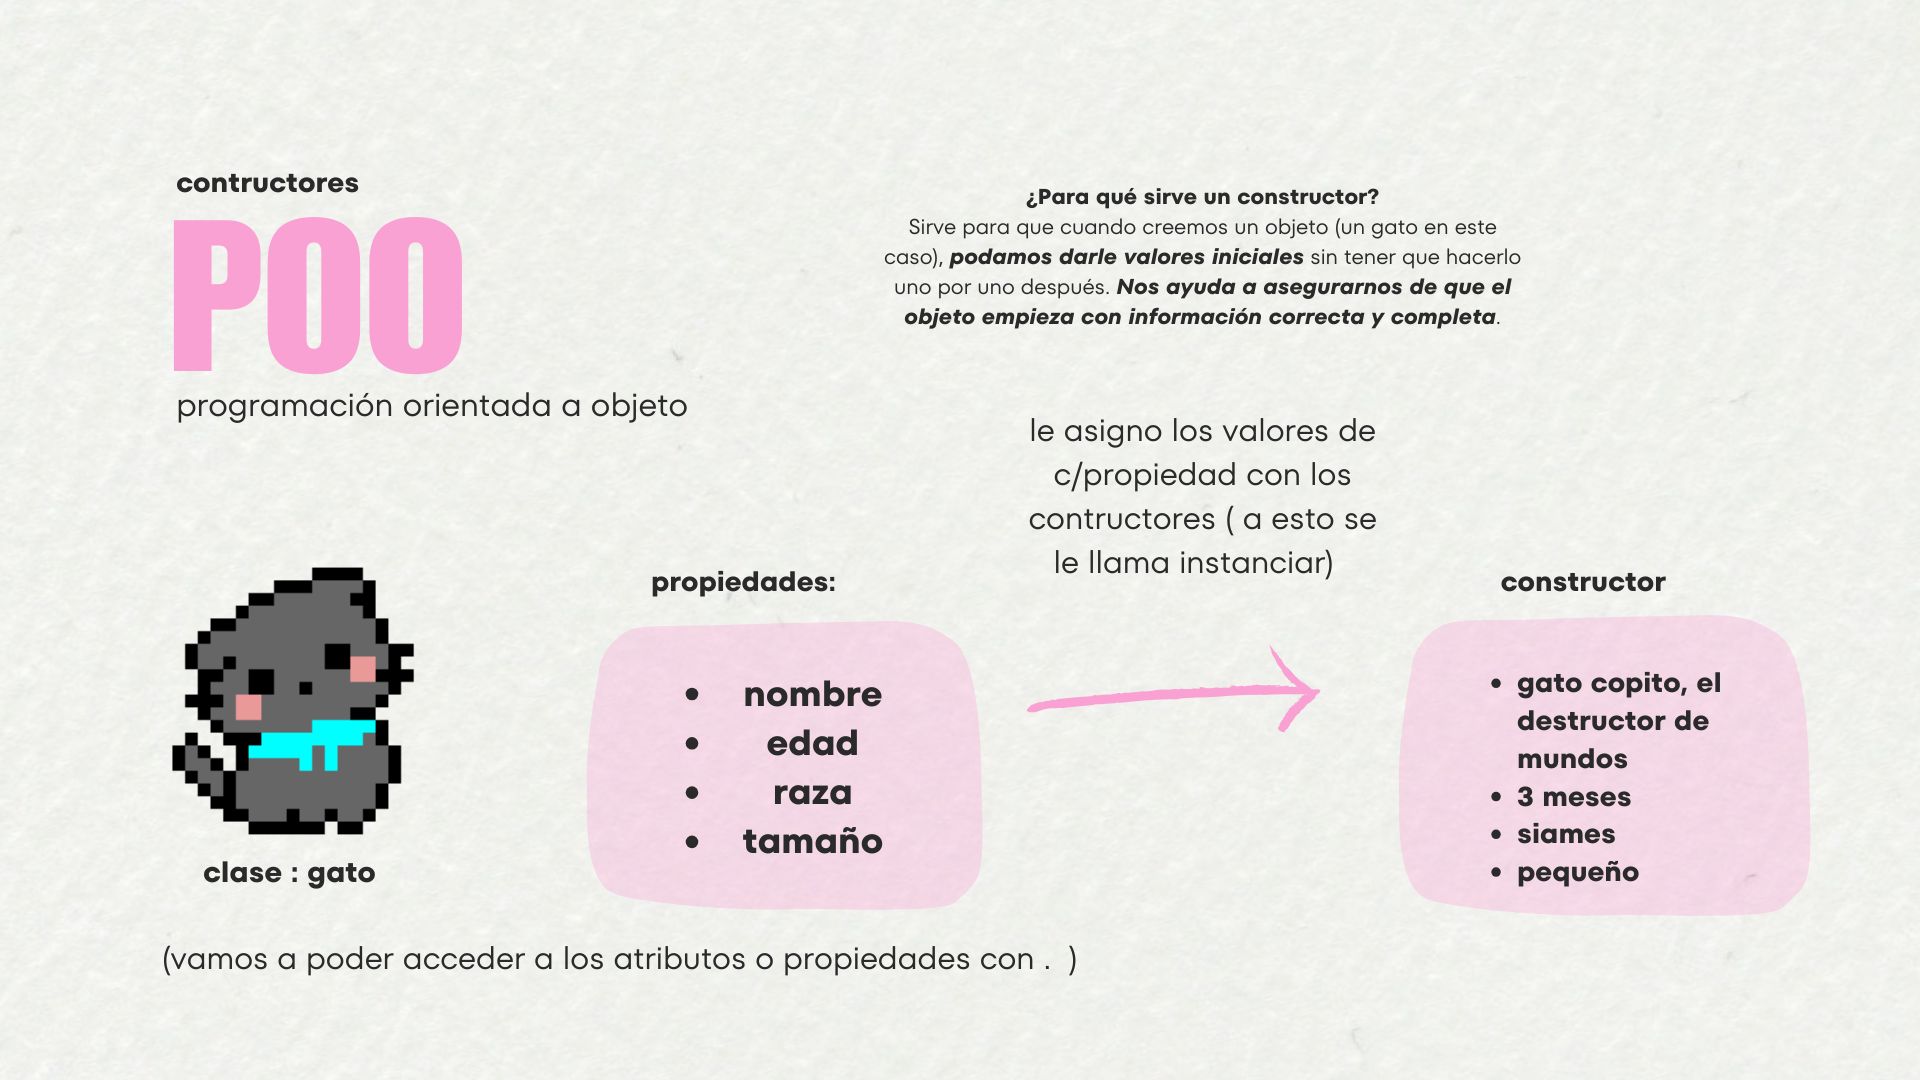 contructores
POO
programación orientada a objeto
¿Para qué sirve un constructor?
Sirve para que cuando creemos un objeto (un gato en este
caso), podamos darle valores iniciales sin tener que hacerlo
uno por uno después. Nos ayuda a asegurarnos de que el
objeto empieza con información correcta y completa.
le asigno los valores de
c/propiedad con los
contructores ( a esto se
le llama instanciar)
clase : gato
propiedades:
• nombre
• edad
• raza
• tamaño
constructor
• gato copito, el
destructor de
mundos
• 3 meses
• siames
• pequeño
(vamos a poder acceder a los atributos o propiedades con . )